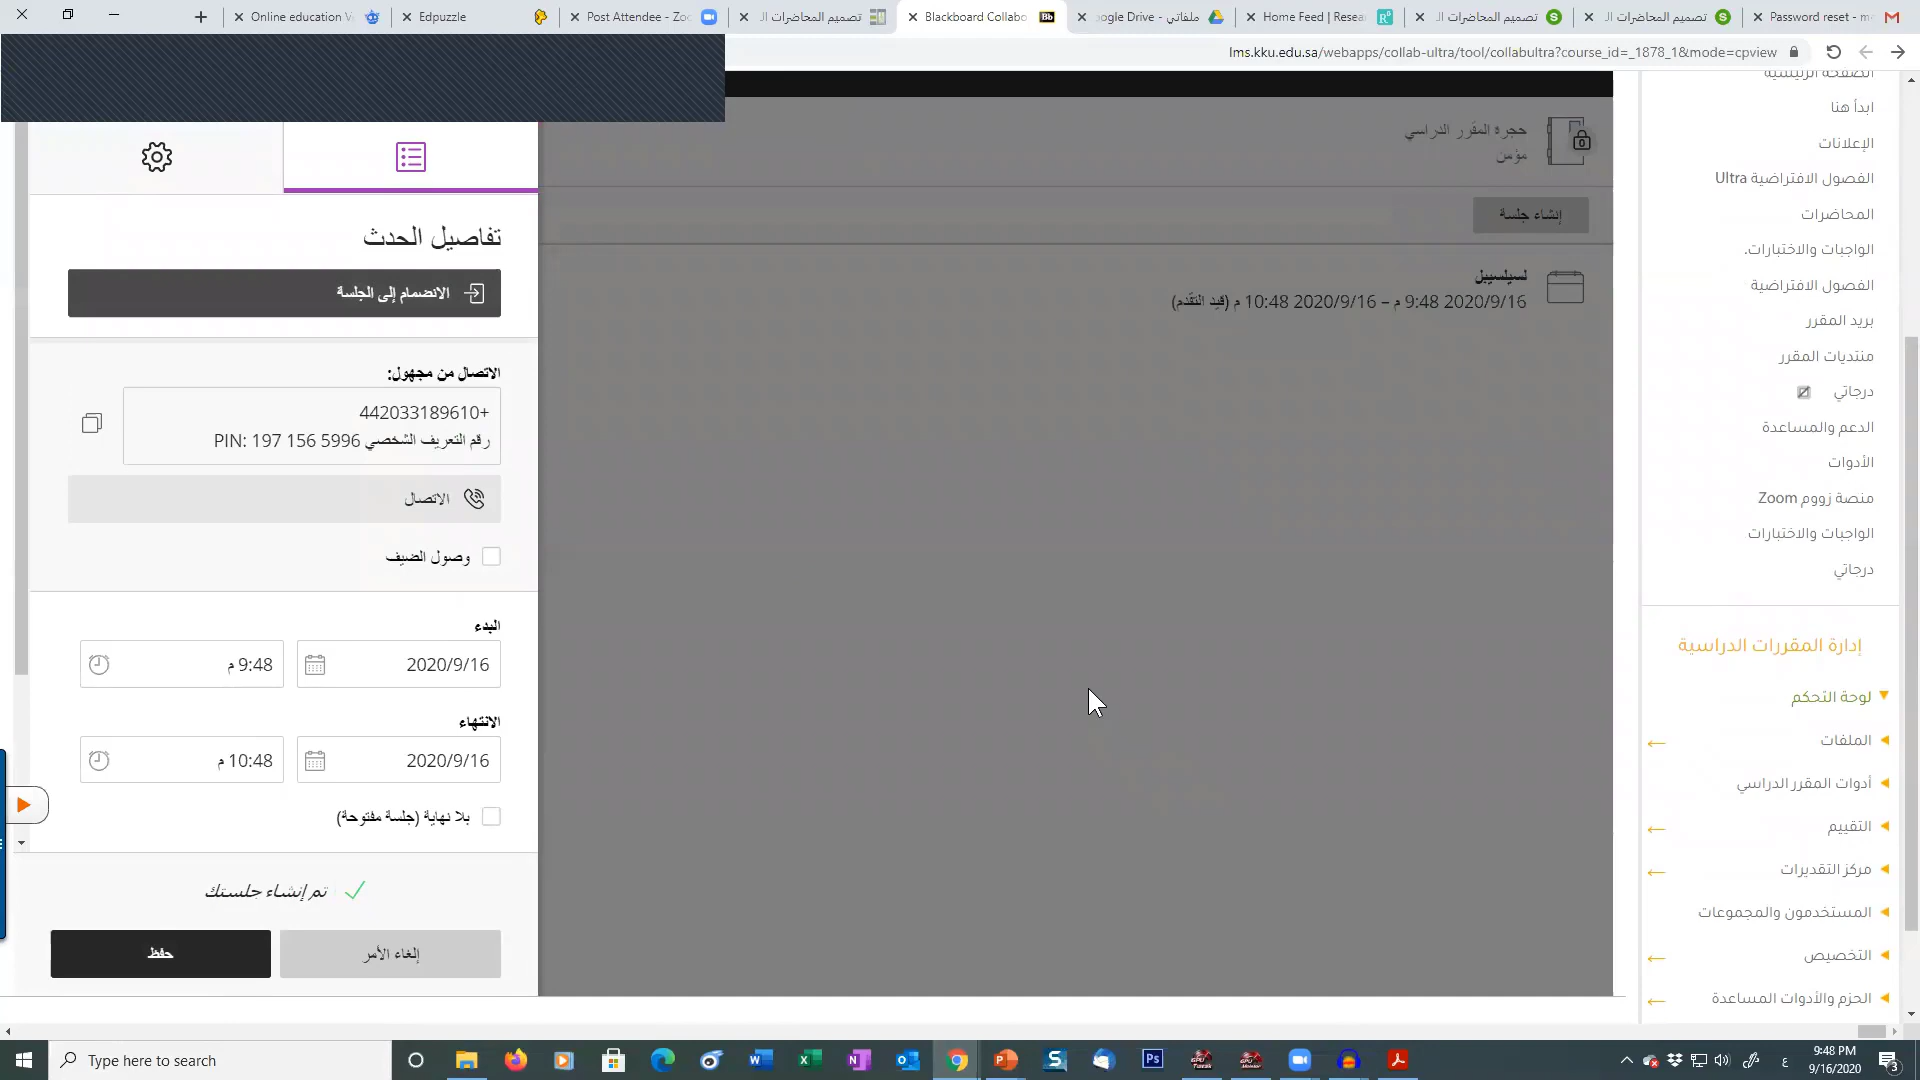 Online education V
Edpuzzle
Post Attendee - Zo
تصميم المحاضرات ال
Blackboard Collabo
Bb
ملفاتي - oogle Drive
Home Feed | Resea
تصميم المحاضرات ال
تصميم المحاضرات ال
Password reset - m
lms.kku.edu.sa/webapps/collab-ultra/tool/collabultra?course_id=_1878_1&mode=cpview
الصفحة الرئيسية
ابدأ هنا
الإعلانات
الفصول الافتراضية Ultra
المحاضرات
الواجبات والاختبارات.
الفصول الافتراضية
بريد المقرر
منتديات المقرر
درجاتي
الدعم والمساعدة
الأدوات
منصة زووم Zoom
الواجبات والاختبارات
درجاتي
إدارة المقررات الدراسية
لوحة التحكم
الملفات
أدوات المقرر الدراسي
التقييم
مركز التقديرات
المستخدمون والمجموعات
التخصيص
الحزم والأدوات المساعدة
حجرة المقرر الدراسي
مؤمن
إنشاء جلسة
لسيلسيبل
2020/9/16 9:48 م – 2020/9/16 10:48 م (قيد التقدم)
تفاصيل الحدث
الانضمام إلى الجلسة
الاتصال من مجهول:
+442033189610
رقم التعريف الشخصي PIN: 197 156 5996
الاتصال
وصول الضيف
البدء
2020/9/16
9:48 م
الانتهاء
2020/9/16
10:48 م
بلا نهاية (جلسة مفتوحة)
تم إنشاء جلستك
إلغاء الأمر
حفظ
Type here to search
ع
9:48 PM
9/16/2020
3